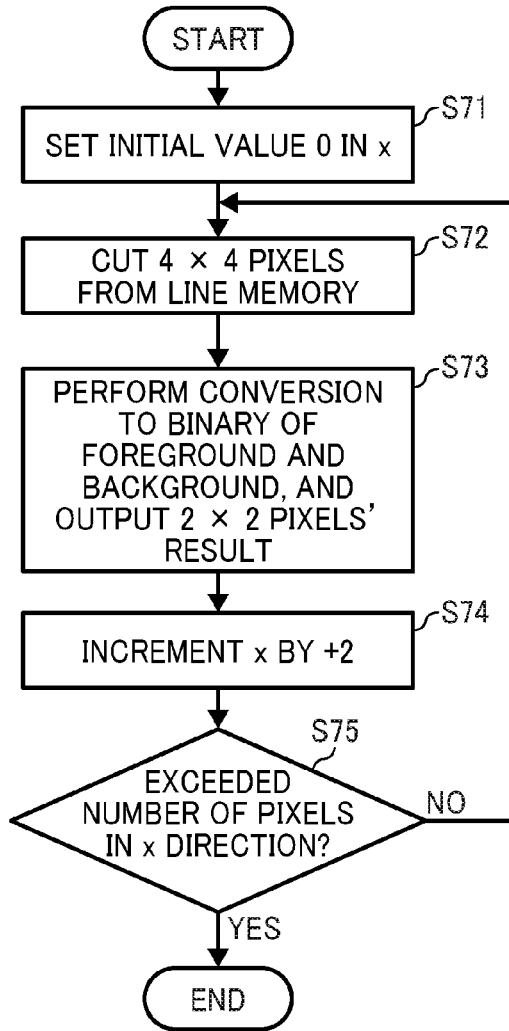 START
S71
SET INITIAL VALUE 0 IN x
S72
CUT 4 × 4 PIXELS
FROM LINE MEMORY
S73
PERFORM CONVERSION
TO BINARY OF
FOREGROUND AND
BACKGROUND, AND
OUTPUT 2 × 2 PIXELS'
RESULT
S74
INCREMENT x BY +2
S75
EXCEEDED
NUMBER OF PIXELS
IN x DIRECTION?
NO
YES
END